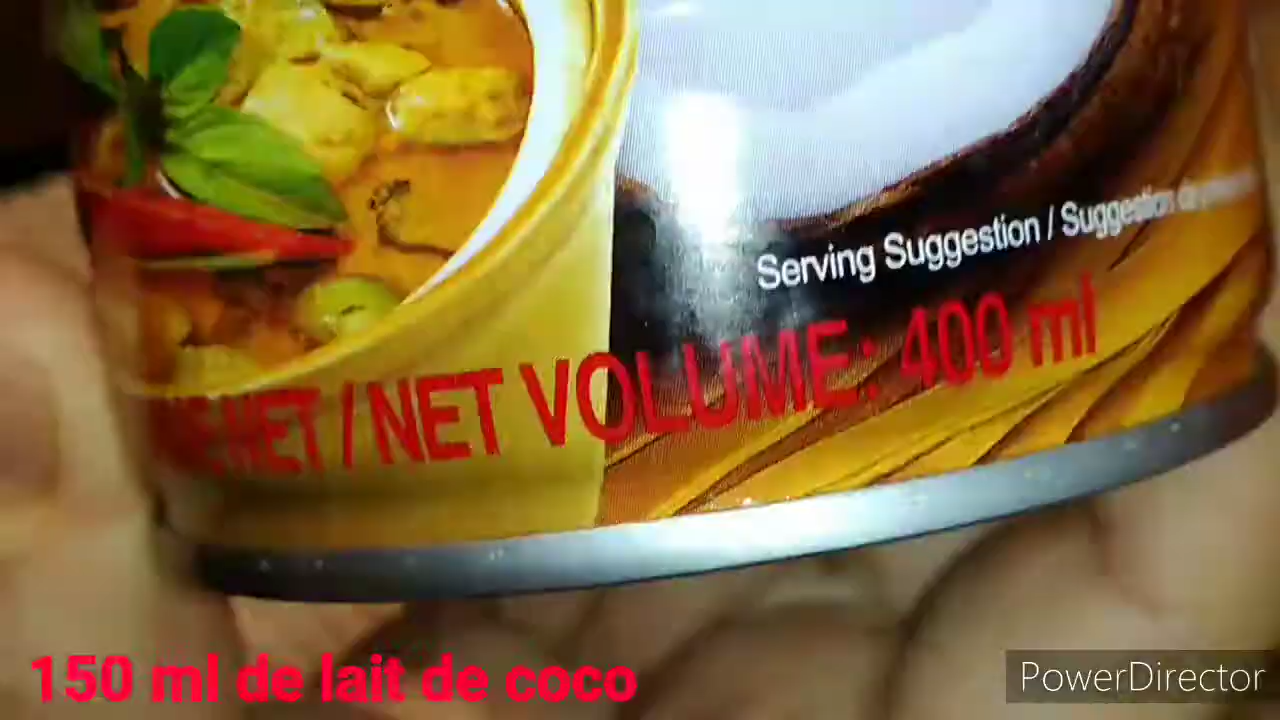 Serving Suggestion / Suggestion
NET / NET VOLUME: 400 ml
150 ml de lait de coco
PowerDirector